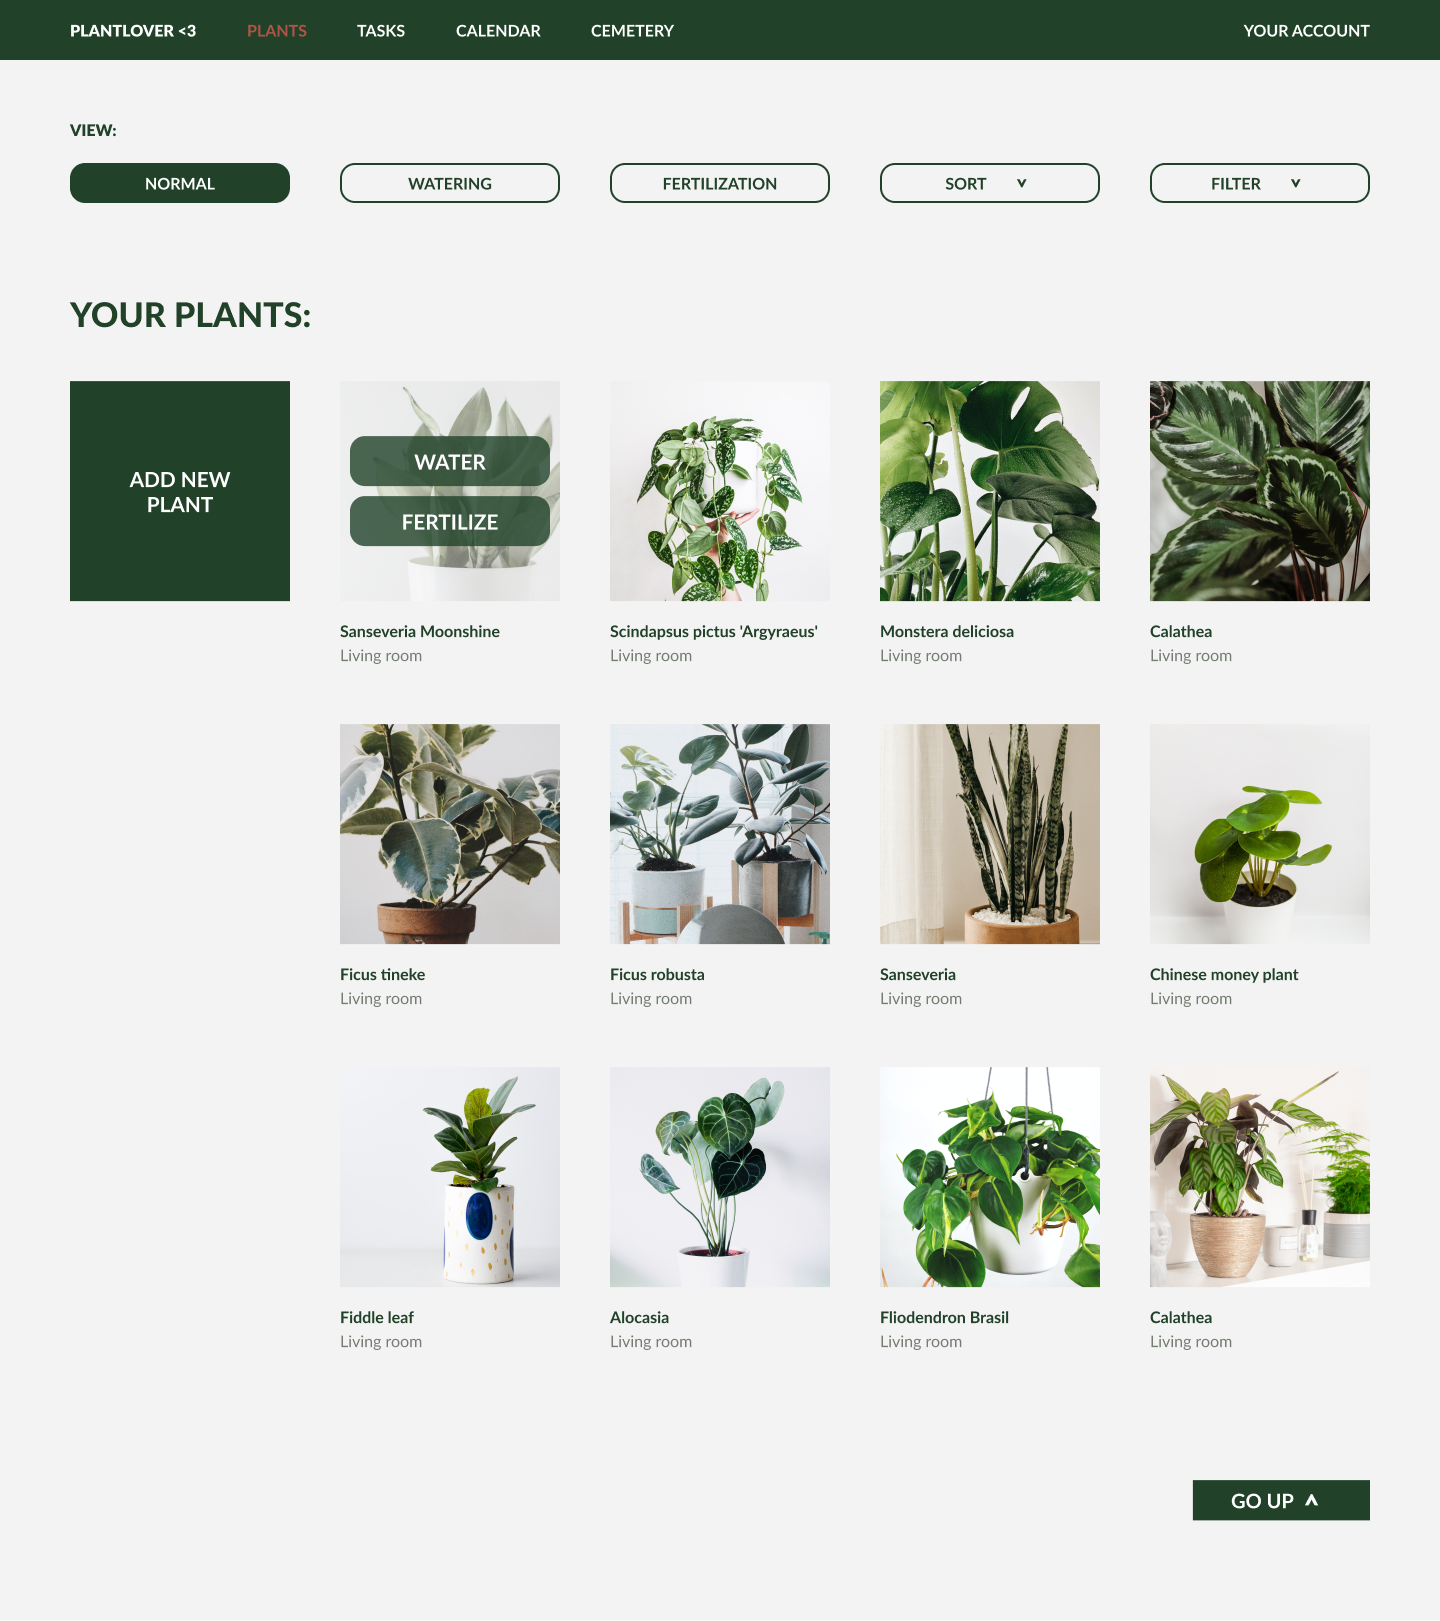 PLANTLOVER <3 PLANTS TASKS CALENDAR CEMETERY YOUR ACCOUNT
VIEW:
NORMAL WATERING FERTILIZATION SORT FILTER
YOUR PLANTS:
ADD NEW
PLANT
WATER
FERTILIZE
Sanseveria Moonshine
Living room
Scindapsus pictus 'Argyraeus'
Living room
Monstera deliciosa
Living room
Calathea
Living room
Ficus tineke
Living room
Ficus robusta
Living room
Sanseveria
Living room
Chinese money plant
Living room
Fiddle leaf
Living room
Alocasia
Living room
Fliodendron Brasil
Living room
Calathea
Living room
GO UP